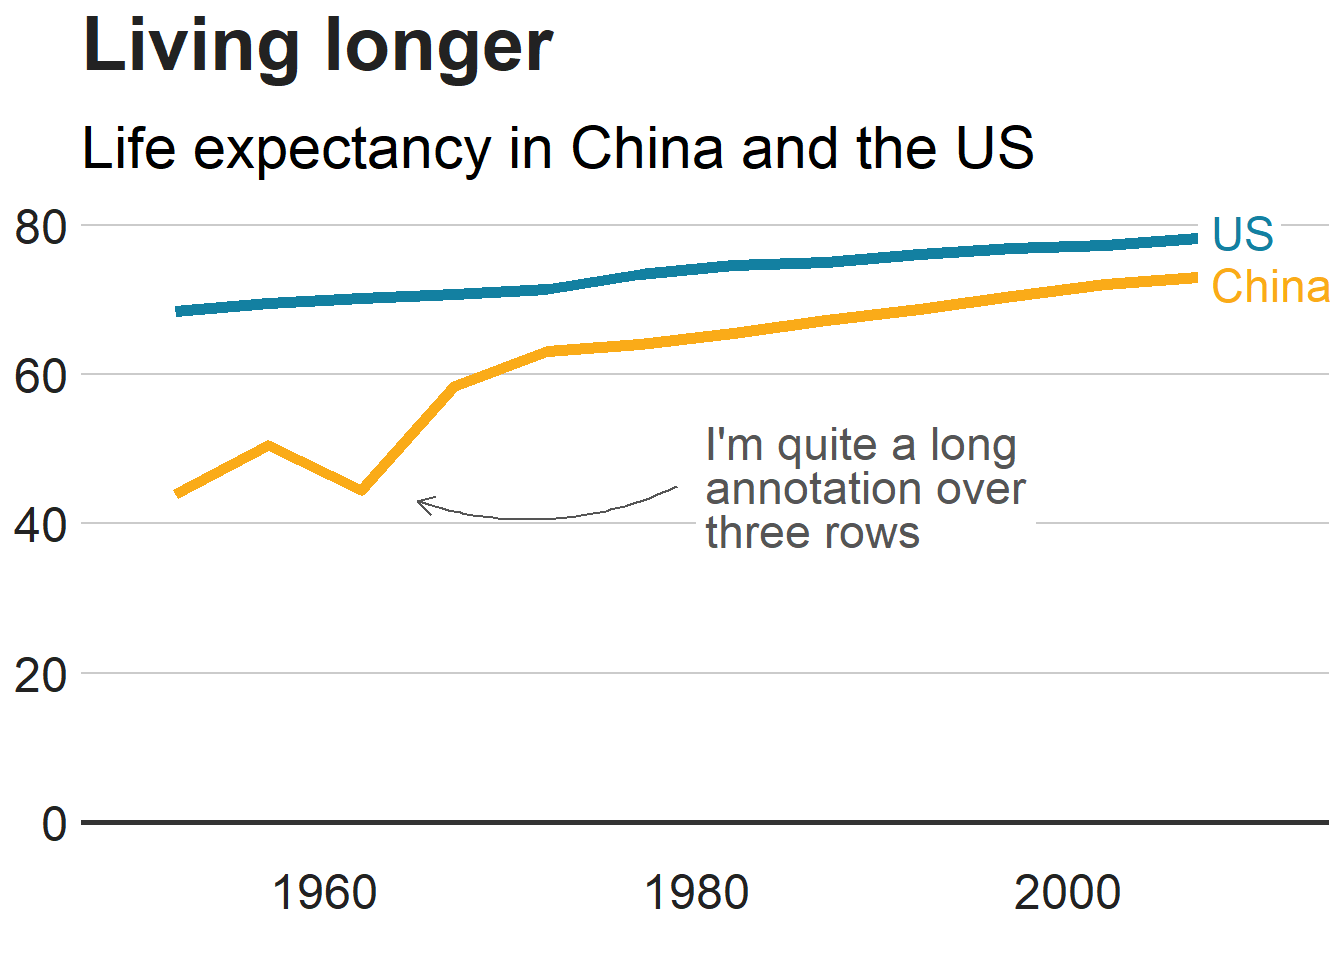 Living longer
Life expectancy in China and the US
80
US
China
60
I'm quite a long
annotation over
three rows
40
20
0
1960 1980 2000